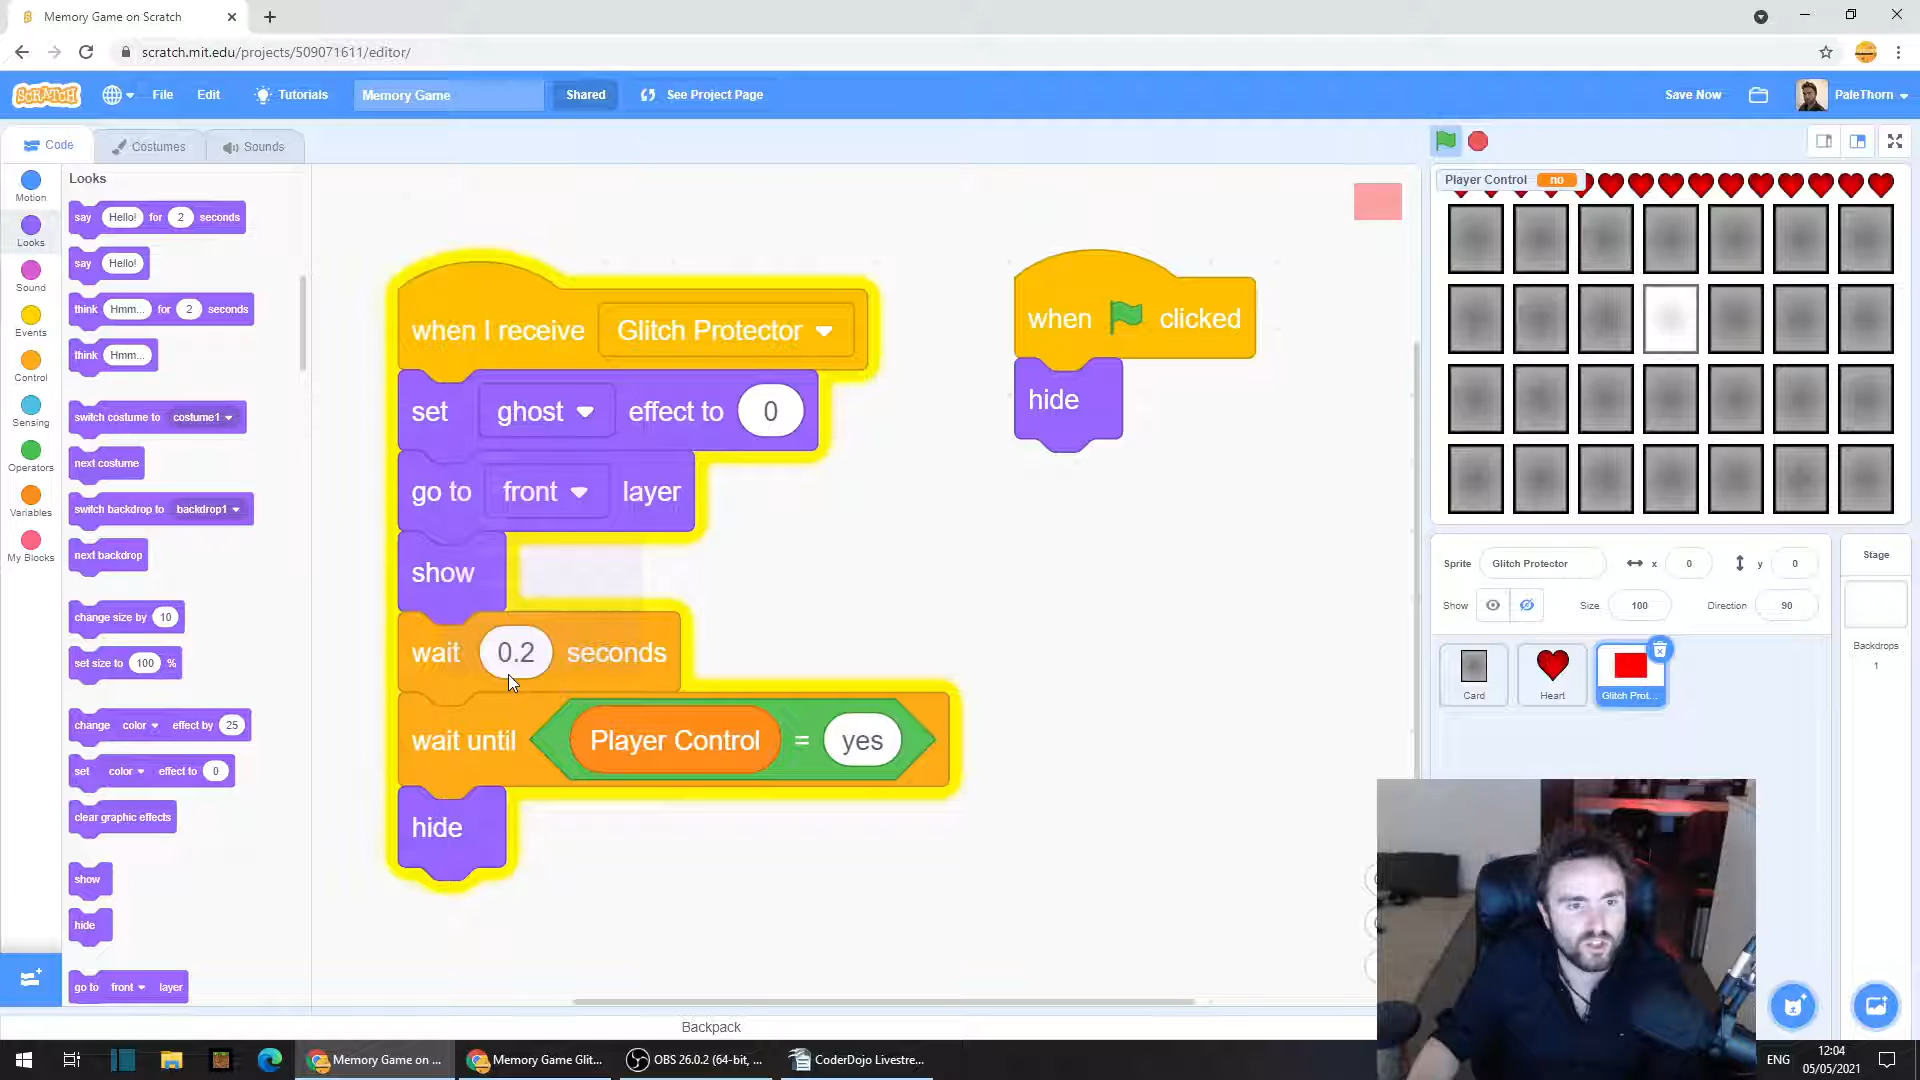 Memory Game on Scratch
scratch.mit.edu/projects/509071611/editor/
SCRATCH
File
Edit
Tutorials
Memory Game
Shared
See Project Page
Save Now
PaleThorn
Code
Costumes
Sounds
Motion
Looks
Sound
Events
Control
Sensing
Operators
Variables
My Blocks
Looks
say Hello! for 2 seconds
say Hello!
think Hmm... for 2 seconds
think Hmm...
switch costume to costume1
next costume
switch backdrop to backdrop1
next backdrop
change size by 10
set size to 100 %
change color effect by 25
set color effect to 0
clear graphic effects
show
hide
go to front layer
when I receive Glitch Protector
set ghost effect to 0
go to front layer
show
wait 0.2 seconds
wait until Player Control = yes
hide
when clicked
hide
Player Control no
Sprite Glitch Protector x 0 y 0
Show Size 100 Direction 90
Card
Heart
Glitch Prot...
Stage
Backdrops
1
Backpack
Memory Game on ...
Memory Game Glit...
OBS 26.0.2 (64-bit, ...
CoderDojo Livestre...
ENG
12:04
05/05/2021